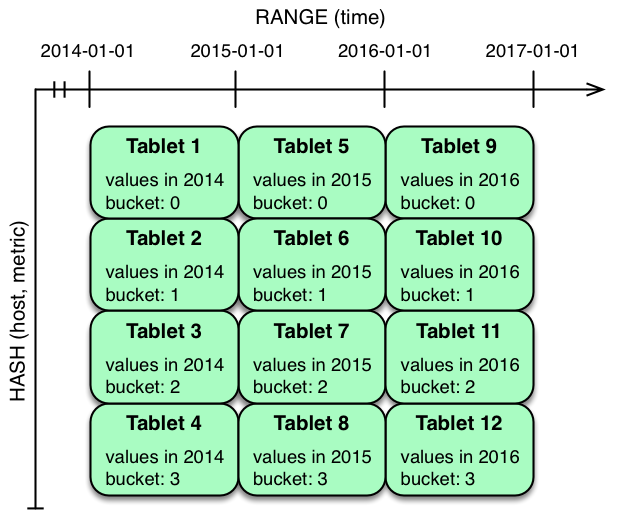 RANGE (time)
2014-01-01 2015-01-01 2016-01-01 2017-01-01
HASH (host, metric)
Tablet 1
values in 2014
bucket: 0
Tablet 5
values in 2015
bucket: 0
Tablet 9
values in 2016
bucket: 0
Tablet 2
values in 2014
bucket: 1
Tablet 6
values in 2015
bucket: 1
Tablet 10
values in 2016
bucket: 1
Tablet 3
values in 2014
bucket: 2
Tablet 7
values in 2015
bucket: 2
Tablet 11
values in 2016
bucket: 2
Tablet 4
values in 2014
bucket: 3
Tablet 8
values in 2015
bucket: 3
Tablet 12
values in 2016
bucket: 3